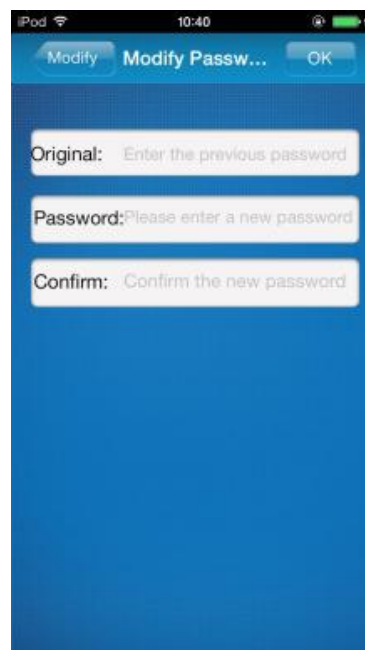 iPod 10:40
Modify Modify Passw... OK
Original: Enter the previous password
Password: Please enter a new password
Confirm: Confirm the new password